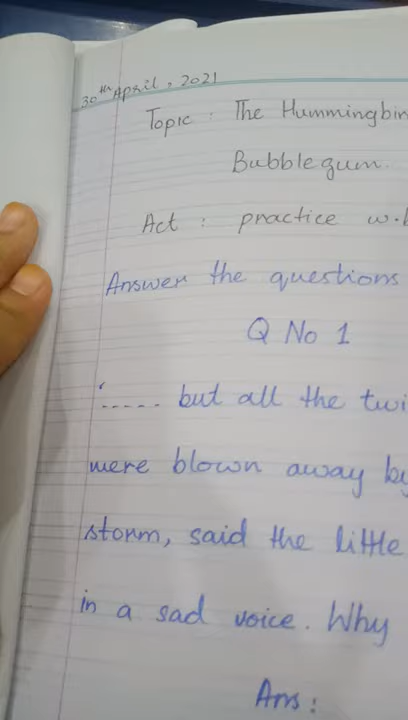 30th April, 2021
Topic : The Hummingbir
Bubblegum.
Act : practice w.
Answer the questions
Q No 1
'..... but all the twi
were blown away by
storm, said the little
in a sad voice. Why
Ans :